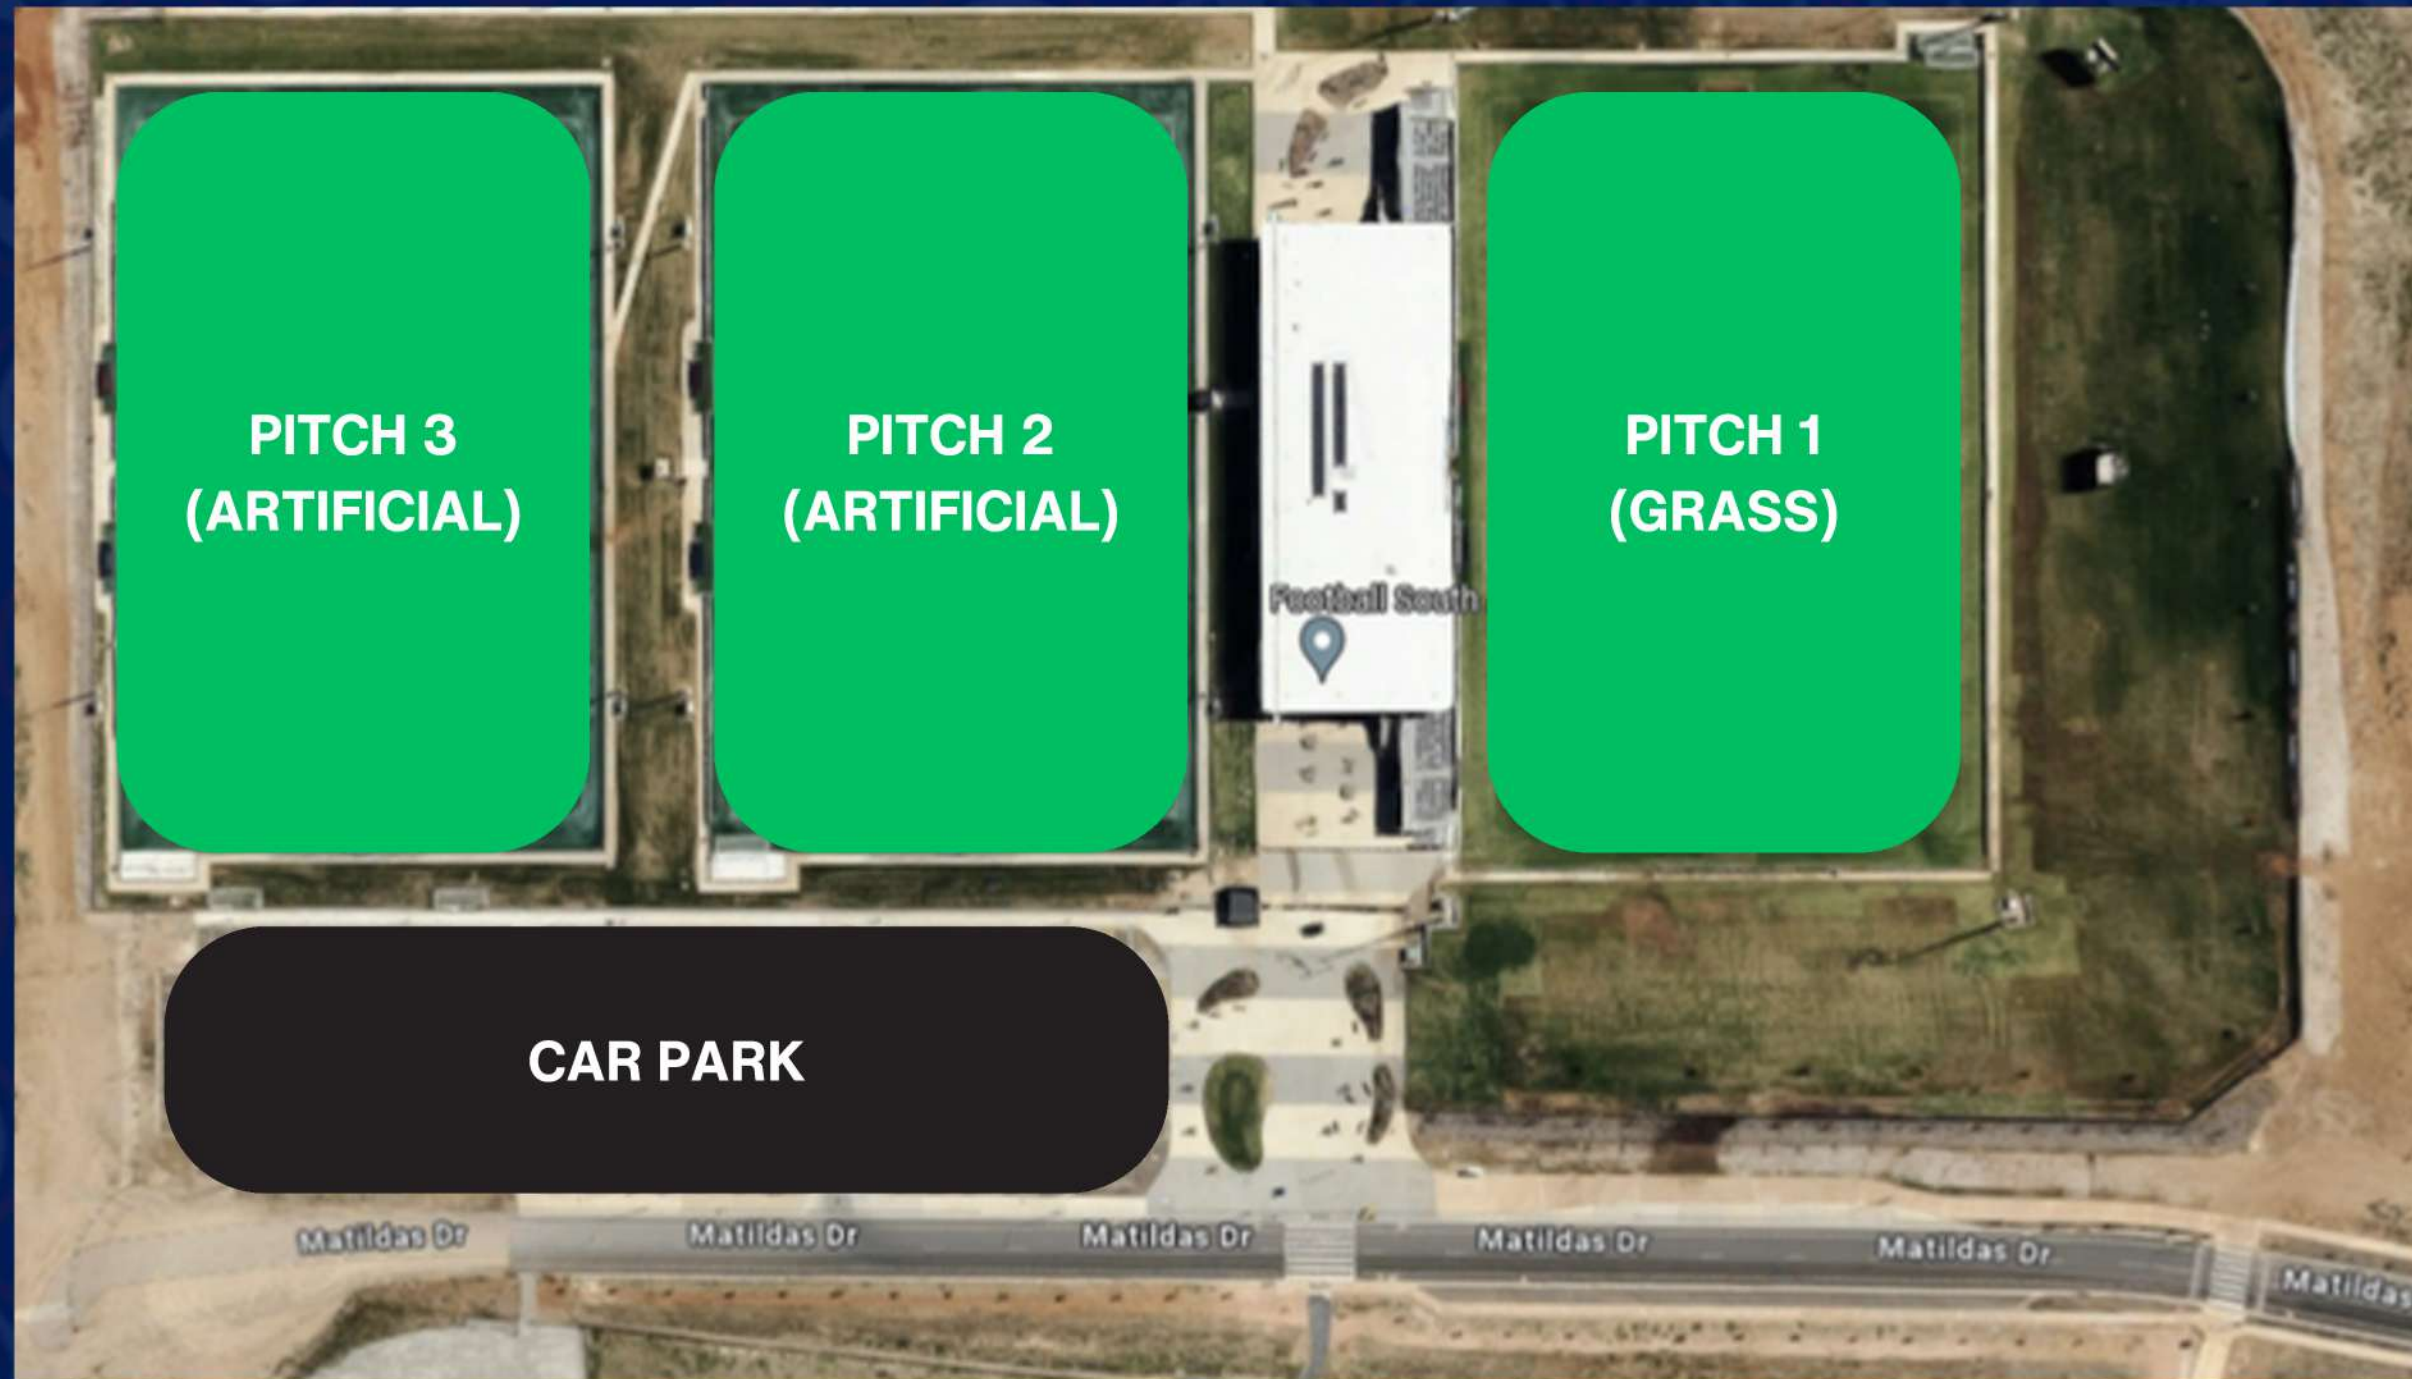 PITCH 3
(ARTIFICIAL)
PITCH 2
(ARTIFICIAL)
PITCH 1
(GRASS)
Football South
CAR PARK
Matildas Dr
Matildas Dr
Matildas Dr
Matildas Dr
Matildas Dr
Matildas